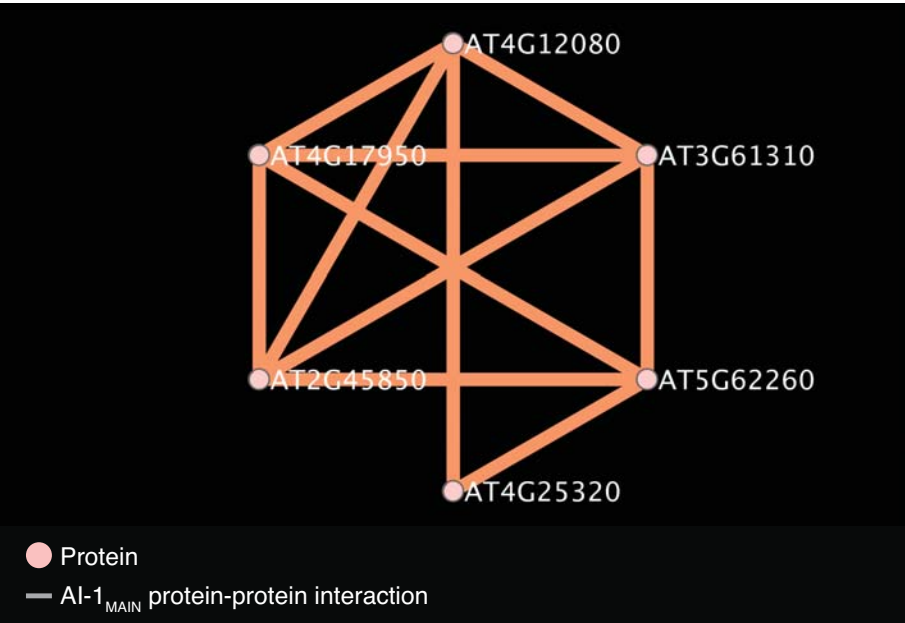 AT4G12080
AT4G17950
AT3G61310
AT2G45850
AT5G62260
AT4G25320
Protein
AI-1MAIN protein-protein interaction